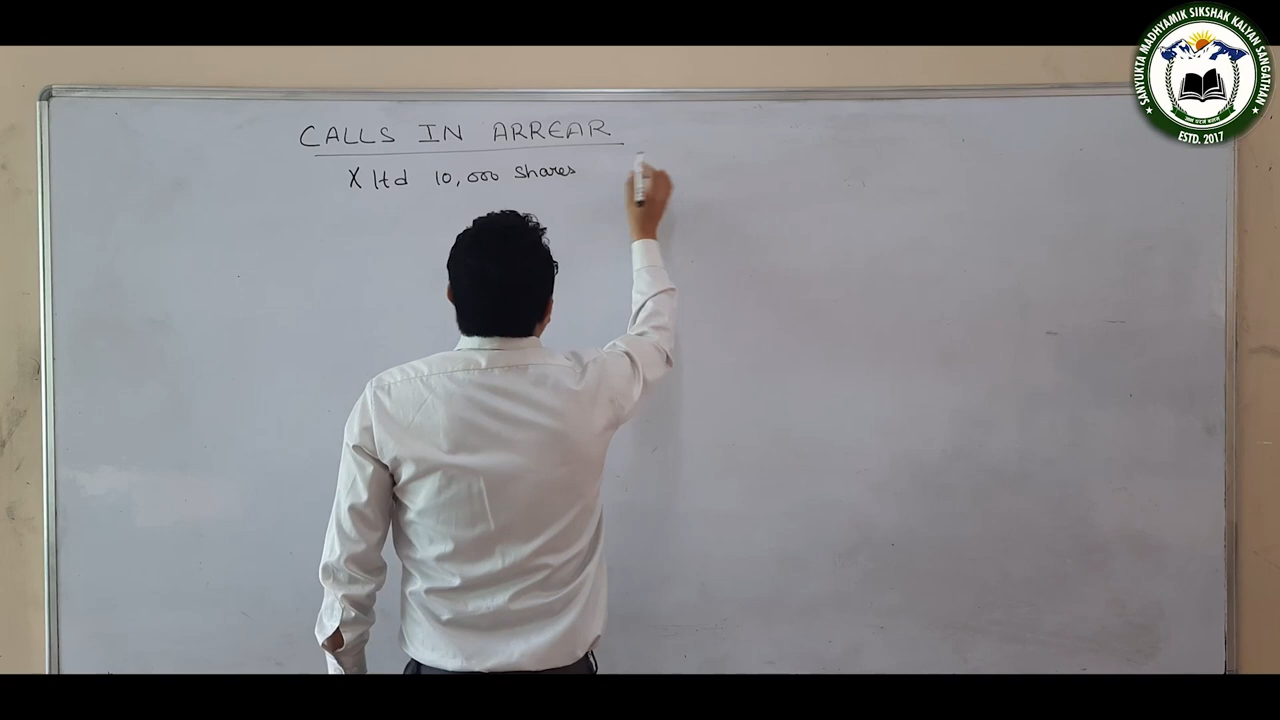 CALLS IN ARREAR
X ltd 10,000 shares
SANYUKTA MADHYAMIK SIKSHAK KALYAN SANGATHAN
ESTD. 2017